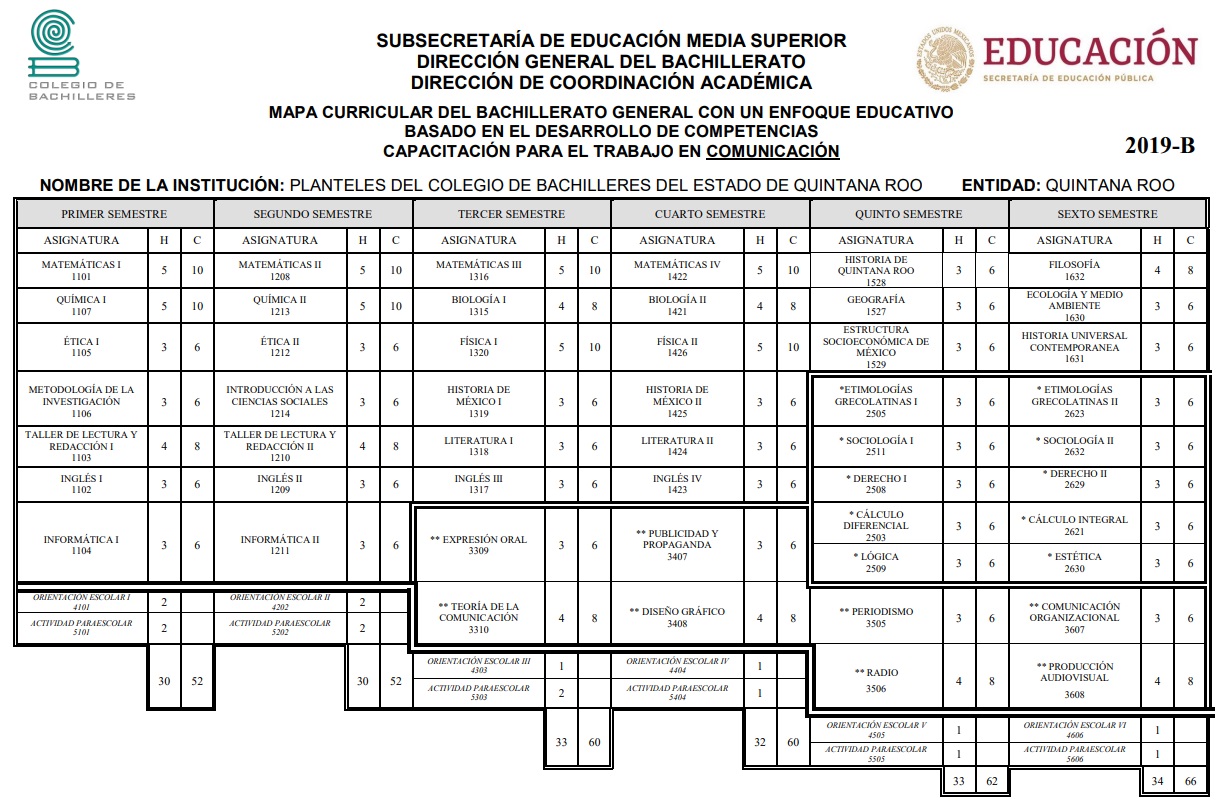 COLEGIO DE
BACHILLERES
SUBSECRETARÍA DE EDUCACIÓN MEDIA SUPERIOR
DIRECCIÓN GENERAL DEL BACHILLERATO
DIRECCIÓN DE COORDINACIÓN ACADÉMICA
ESTADOS UNIDOS MEXICANOS
EDUCACIÓN
SECRETARÍA DE EDUCACIÓN PÚBLICA
MAPA CURRICULAR DEL BACHILLERATO GENERAL CON UN ENFOQUE EDUCATIVO
BASADO EN EL DESARROLLO DE COMPETENCIAS
CAPACITACIÓN PARA EL TRABAJO EN COMUNICACIÓN
2019-B
NOMBRE DE LA INSTITUCIÓN: PLANTELES DEL COLEGIO DE BACHILLERES DEL ESTADO DE QUINTANA ROO ENTIDAD: QUINTANA ROO
PRIMER SEMESTRE
ASIGNATURA H C
MATEMÁTICAS I
1101
5 10
QUÍMICA I
1107
5 10
ÉTICA I
1105
3 6
METODOLOGÍA DE LA
INVESTIGACIÓN
1106
3 6
TALLER DE LECTURA Y
REDACCIÓN I
1103
4 8
INGLÉS I
1102
3 6
INFORMÁTICA I
1104
3 6
ORIENTACIÓN ESCOLAR I
4101
2
ACTIVIDAD PARAESCOLAR
5101
2
30 52
SEGUNDO SEMESTRE
ASIGNATURA H C
MATEMÁTICAS II
1208
5 10
QUÍMICA II
1213
5 10
ÉTICA II
1212
3 6
INTRODUCCIÓN A LAS
CIENCIAS SOCIALES
1214
3 6
TALLER DE LECTURA Y
REDACCIÓN II
1210
4 8
INGLÉS II
1209
3 6
INFORMÁTICA II
1211
3 6
ORIENTACIÓN ESCOLAR II
4202
2
ACTIVIDAD PARAESCOLAR
5202
2
30 52
TERCER SEMESTRE
ASIGNATURA H C
MATEMÁTICAS III
1316
5 10
BIOLOGÍA I
1315
4 8
FÍSICA I
1320
5 10
HISTORIA DE
MÉXICO I
1319
3 6
LITERATURA I
1318
3 6
INGLÉS III
1317
3 6
** EXPRESIÓN ORAL
3309
3 6
** TEORÍA DE LA
COMUNICACIÓN
3310
4 8
ORIENTACIÓN ESCOLAR III
4303
1
ACTIVIDAD PARAESCOLAR
5303
2
33 60
CUARTO SEMESTRE
ASIGNATURA H C
MATEMÁTICAS IV
1422
5 10
BIOLOGÍA II
1421
4 8
FÍSICA II
1426
5 10
HISTORIA DE
MÉXICO II
1425
3 6
LITERATURA II
1424
3 6
INGLÉS IV
1423
3 6
** PUBLICIDAD Y
PROPAGANDA
3407
3 6
** DISEÑO GRÁFICO
3408
4 8
ORIENTACIÓN ESCOLAR IV
4404
1
ACTIVIDAD PARAESCOLAR
5404
1
32 60
QUINTO SEMESTRE
ASIGNATURA H C
HISTORIA DE
QUINTANA ROO
1528
3 6
GEOGRAFÍA
1527
3 6
ESTRUCTURA
SOCIOECONÓMICA DE
MÉXICO
1529
3 6
*ETIMOLOGÍAS
GRECOLATINAS I
2505
3 6
* SOCIOLOGÍA I
2511
3 6
* DERECHO I
2508
3 6
* CÁLCULO
DIFERENCIAL
2503
3 6
* LÓGICA
2509
3 6
** PERIODISMO
3505
3 6
** RADIO
3506
4 8
ORIENTACIÓN ESCOLAR V
4505
1
ACTIVIDAD PARAESCOLAR
5505
1
33 62
SEXTO SEMESTRE
ASIGNATURA H C
FILOSOFÍA
1632
4 8
ECOLOGÍA Y MEDIO
AMBIENTE
1630
3 6
HISTORIA UNIVERSAL
CONTEMPORANEA
1631
3 6
* ETIMOLOGÍAS
GRECOLATINAS II
2623
3 6
* SOCIOLOGÍA II
2632
3 6
* DERECHO II
2629
3 6
* CÁLCULO INTEGRAL
2621
3 6
* ESTÉTICA
2630
3 6
** COMUNICACIÓN
ORGANIZACIONAL
3607
3 6
** PRODUCCIÓN
AUDIOVISUAL
3608
4 8
ORIENTACIÓN ESCOLAR VI
4606
1
ACTIVIDAD PARAESCOLAR
5606
1
34 66